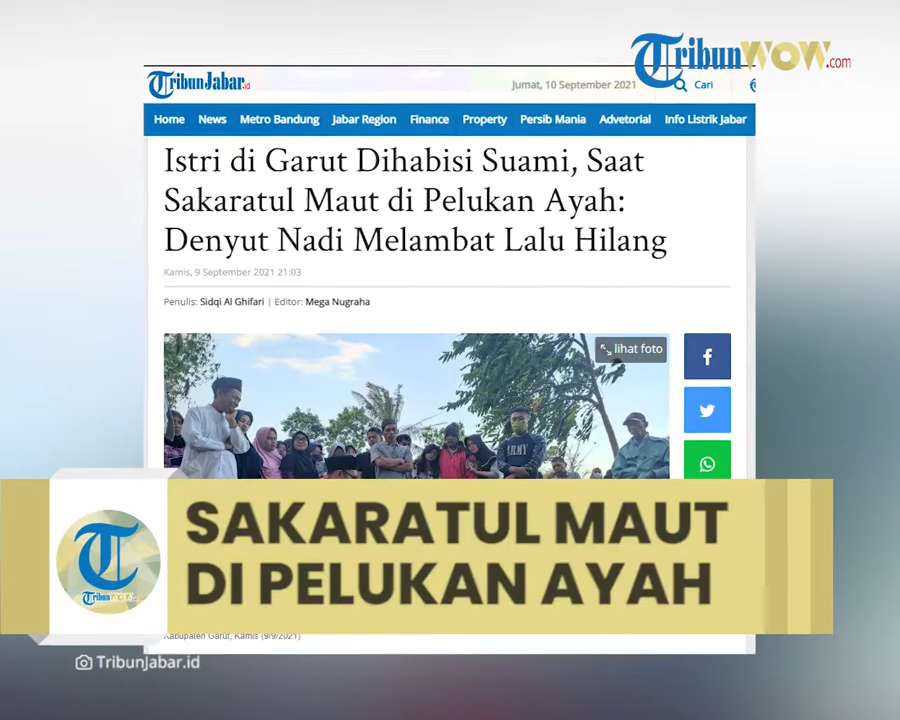 TribunWOW.com
TribunJabar.id
Jumat, 10 September 2021
Cari
Home News Metro Bandung Jabar Region Finance Property Persib Mania Advetorial Info Listrik Jabar
Istri di Garut Dihabisi Suami, Saat
Sakaratul Maut di Pelukan Ayah:
Denyut Nadi Melambat Lalu Hilang
Kamis, 9 September 2021 21:03
Penulis: Sidqi Al Ghifari | Editor: Mega Nugraha
lihat foto
ARMY
SAKARATUL MAUT
DI PELUKAN AYAH
TribunWOW.com
Kabupaten Garut, Kamis (9/9/2021)
TribunJabar.id